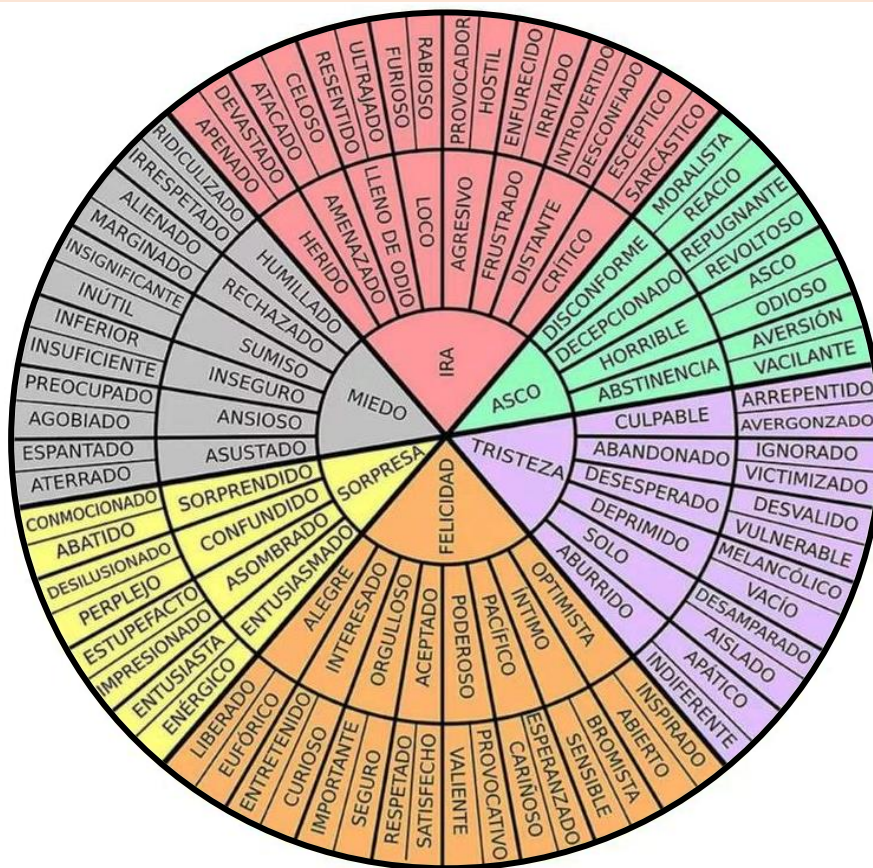 IRA
HERIDO
AMENAZADO
LLENO DE ODIO
LOCO
AGRESIVO
FRUSTRADO
DISTANTE
CRÍTICO
APENADO
DEVASTADO
ATACADO
CELOSO
RESENTIDO
ULTRAJADO
FURIOSO
RABIOSO
PROVOCADOR
HOSTIL
ENFURECIDO
IRRITADO
INTROVERTIDO
DESCONFIADO
ESCÉPTICO
SARCÁSTICO
ASCO
DISCONFORME
DECEPCIONADO
HORRIBLE
ABSTINENCIA
MORALISTA
REACIO
REPUGNANTE
REVOLTOSO
ASCO
ODIOSO
AVERSIÓN
VACILANTE
TRISTEZA
CULPABLE
ABANDONADO
DESESPERADO
DEPRIMIDO
SOLO
ABURRIDO
ARREPENTIDO
AVERGONZADO
IGNORADO
VICTIMIZADO
DESVALIDO
VULNERABLE
MELANCÓLICO
VACÍO
DESAMPARADO
AISLADO
APÁTICO
INDIFERENTE
FELICIDAD
OPTIMISTA
ÍNTIMO
PACÍFICO
PODEROSO
ACEPTADO
ORGULLOSO
INTERESADO
ALEGRE
INSPIRADO
ABIERTO
BROMISTA
SENSIBLE
ESPERANZADO
CARIÑOSO
PROVOCATIVO
VALIENTE
SATISFECHO
RESPETADO
SEGURO
IMPORTANTE
CURIOSO
ENTRETENIDO
EUFÓRICO
LIBERADO
SORPRESA
ENTUSIASMADO
ASOMBRADO
CONFUNDIDO
SORPRENDIDO
ENÉRGICO
ENTUSIASTA
IMPRESIONADO
ESTUPEFACTO
PERPLEJO
DESILUSIONADO
ABATIDO
CONMOCIONADO
MIEDO
ASUSTADO
ANSIOSO
INSEGURO
SUMISO
RECHAZADO
HUMILLADO
ATERRADO
ESPANTADO
AGOBIADO
PREOCUPADO
INSUFICIENTE
INFERIOR
INÚTIL
INSIGNIFICANTE
MARGINADO
ALIENADO
IRRESPETADO
RIDICULIZADO